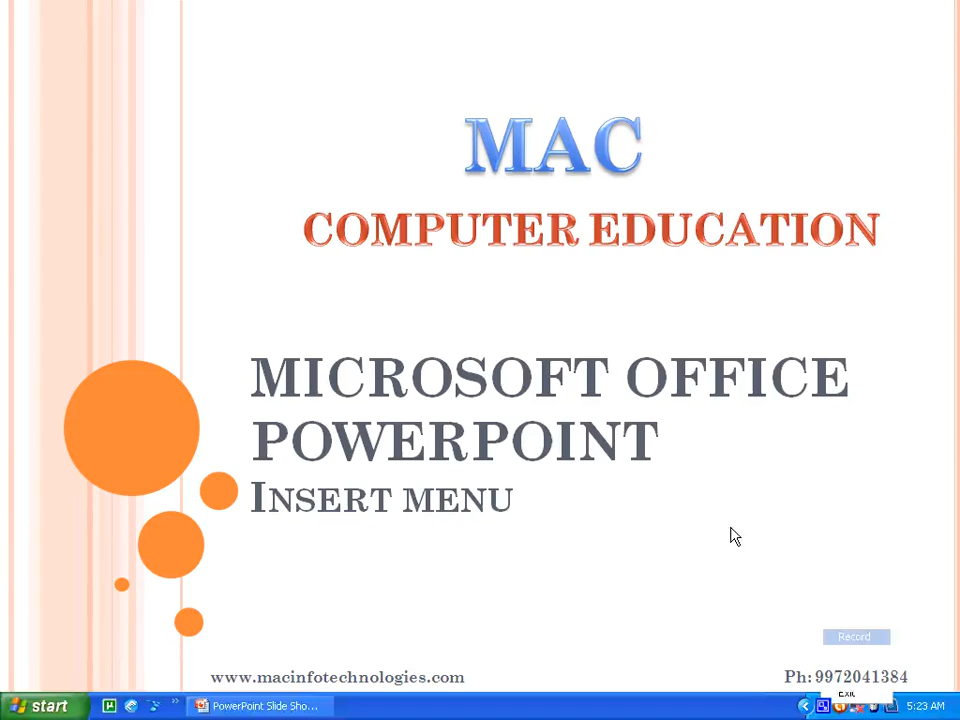 MAC
COMPUTER EDUCATION
MICROSOFT OFFICE
POWERPOINT
INSERT MENU
Record
www.macinfotechnologies.com
Ph: 9972041384
Exit
start
PowerPoint Slide Sho...
5:23 AM